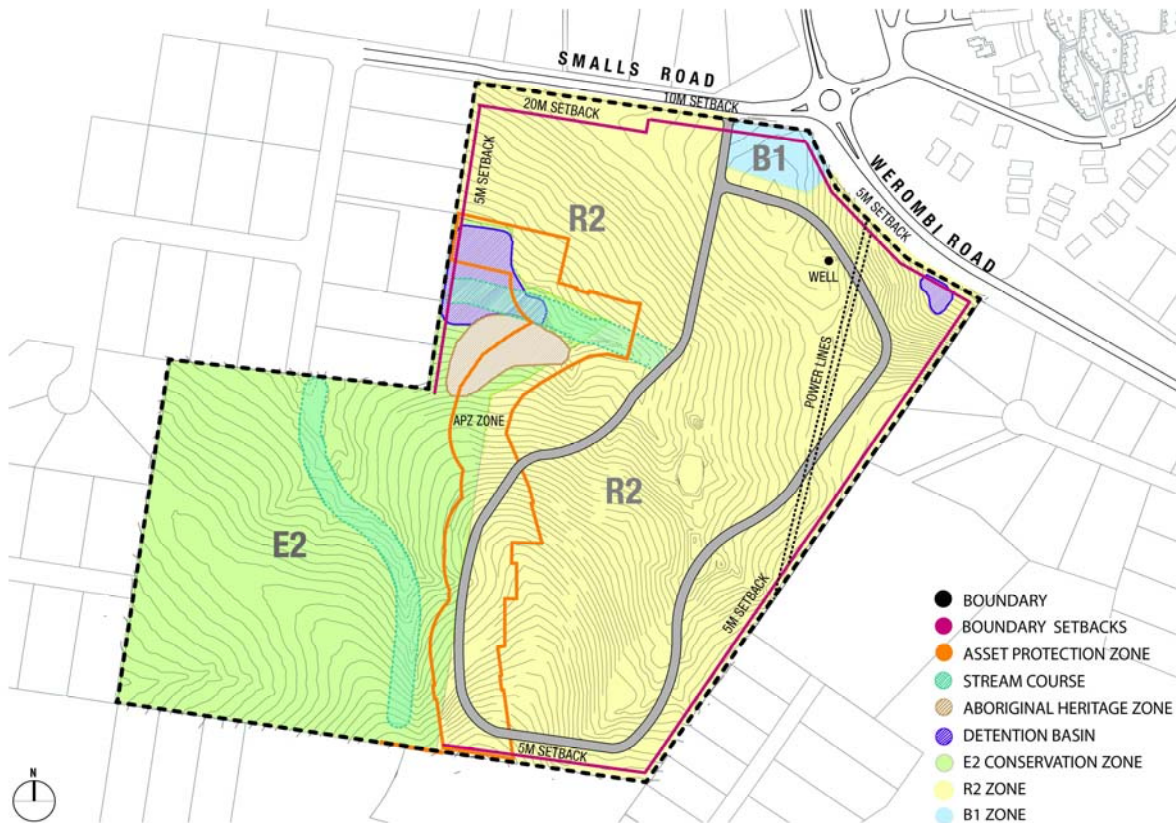 SMALLS ROAD
10M SETBACK
20M SETBACK
B1
5M SETBACK
5M SETBACK
WEROMBI ROAD
R2
WELL
POWER LINES
APZ ZONE
R2
E2
5M SETBACK
5M SETBACK
BOUNDARY
BOUNDARY SETBACKS
ASSET PROTECTION ZONE
STREAM COURSE
ABORIGINAL HERITAGE ZONE
DETENTION BASIN
E2 CONSERVATION ZONE
R2 ZONE
B1 ZONE
N